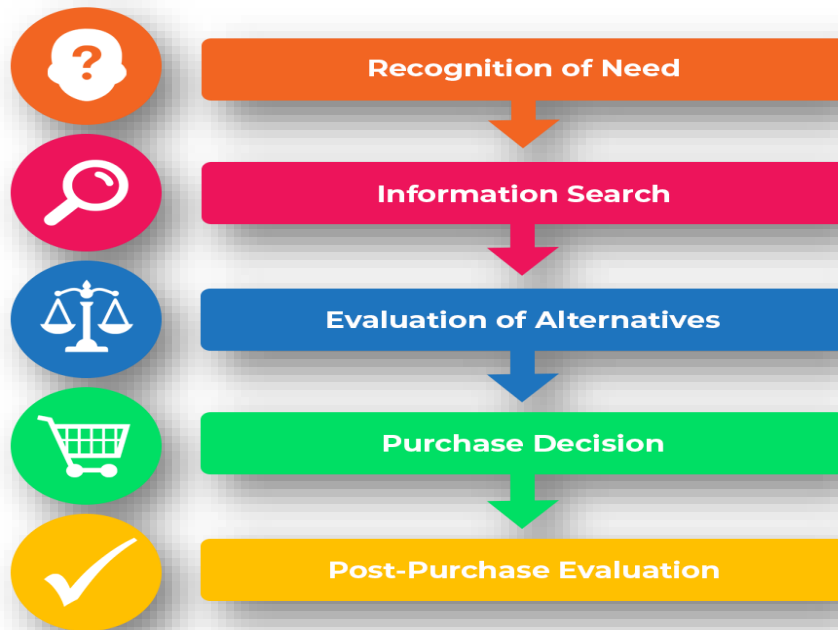 ?
Recognition of Need
Information Search
Evaluation of Alternatives
Purchase Decision
Post-Purchase Evaluation